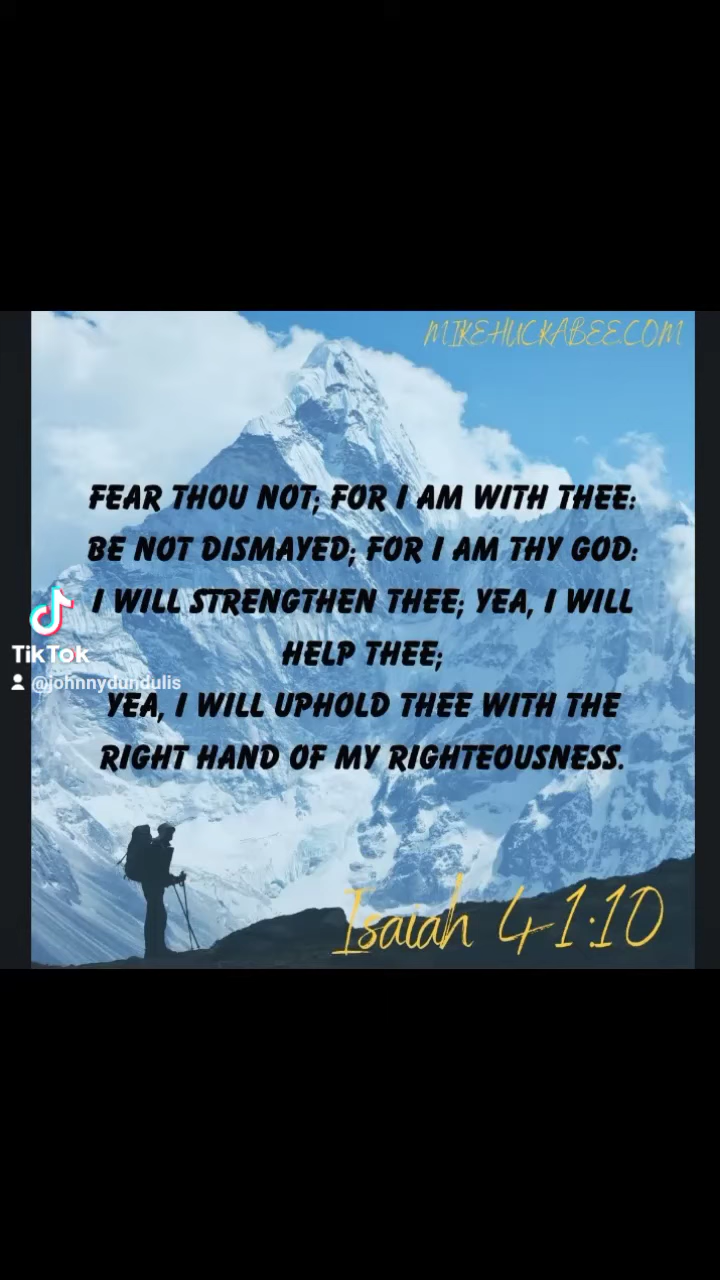 MIKEHUCKABEE.COM
FEAR THOU NOT; FOR I AM WITH THEE:
BE NOT DISMAYED; FOR I AM THY GOD:
I WILL STRENGTHEN THEE; YEA, I WILL
HELP THEE;
YEA, I WILL UPHOLD THEE WITH THE
RIGHT HAND OF MY RIGHTEOUSNESS.
TikTok
@johnnydundulis
Isaiah 41:10